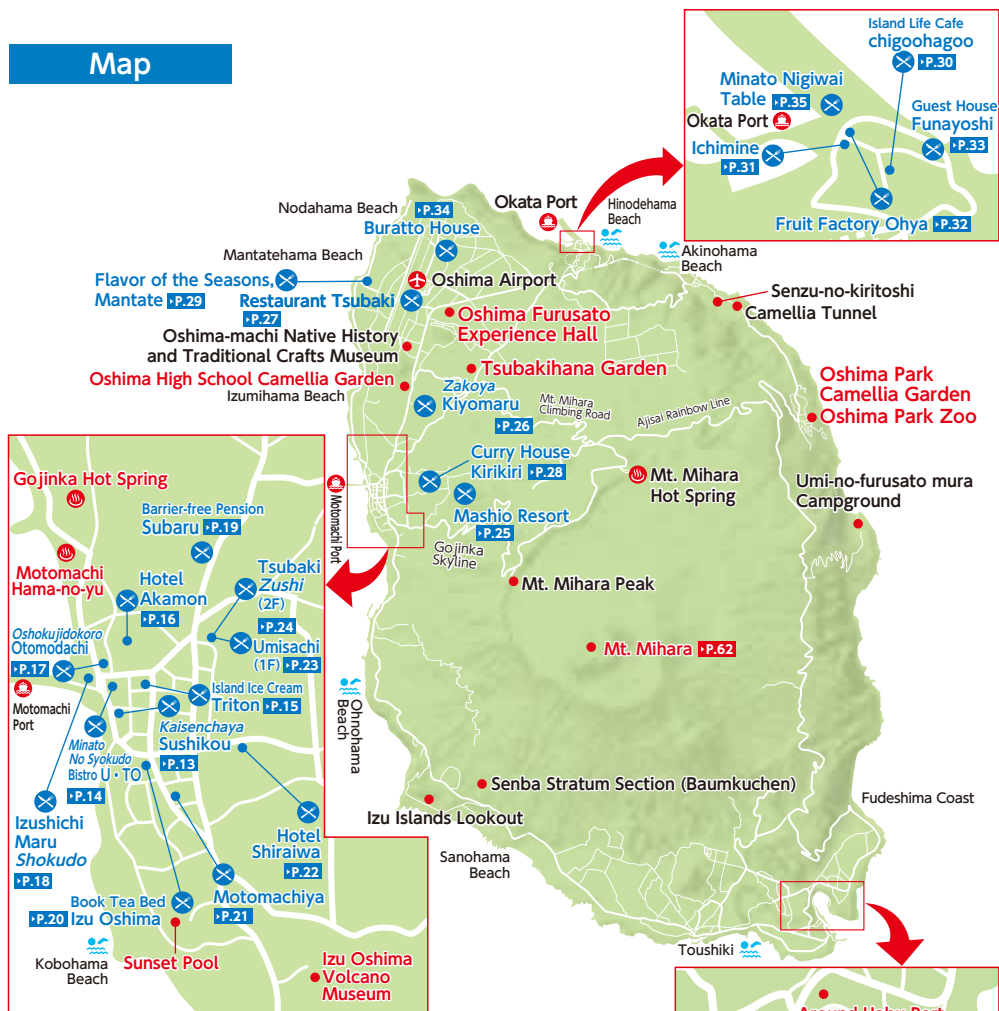 Map
Island Life Cafe
chigoohagoo
▸P.30
Minato Nigiwai
Table ▸P.35
Okata Port
Guest House
Funayoshi
▸P.33
Ichimine
▸P.31
Fruit Factory Ohya ▸P.32
Nodahama Beach
▸P.34
Buratto House
Okata Port
Hinodehama
Beach
Mantatehama Beach
Akinohama
Beach
Flavor of the Seasons,
Mantate ▸P.29
Oshima Airport
Restaurant Tsubaki
▸P.27
Senzu-no-kiritoshi
Camellia Tunnel
Oshima Furusato
Experience Hall
Oshima-machi Native History
and Traditional Crafts Museum
Tsubakihana Garden
Oshima High School Camellia Garden
Izumihama Beach
Zakoya
Kiyomaru
▸P.26
Mt. Mihara
Climbing Road
Ajisai Rainbow Line
Oshima Park
Camellia Garden
Oshima Park Zoo
Curry House
Kirikiri ▸P.28
Mt. Mihara
Hot Spring
Umi-no-furusato mura
Campground
Motomachi Port
Mashio Resort
▸P.25
Gojinka
Skyline
Mt. Mihara Peak
Mt. Mihara ▸P.62
Ohnohama
Beach
Senba Stratum Section (Baumkuchen)
Izu Islands Lookout
Fudeshima Coast
Sanohama
Beach
Toushiki
Gojinka Hot Spring
Barrier-free Pension
Subaru ▸P.19
Motomachi
Hama-no-yu
Hotel
Akamon
▸P.16
Tsubaki
Zushi
(2F)
▸P.24
Umisachi
(1F) ▸P.23
Oshokujidokoro
Otomodachi
▸P.17
Motomachi
Port
Island Ice Cream
Triton ▸P.15
Kaisenchaya
Sushikou
▸P.13
Minato
No Syokudo
Bistro U・TO
▸P.14
Izushichi
Maru
Shokudo
▸P.18
Hotel
Shiraiwa
▸P.22
Motomachiya
▸P.21
Book Tea Bed
▸P.20 Izu Oshima
Kobohama
Beach
Sunset Pool
Izu Oshima
Volcano
Museum
Around Habu Port